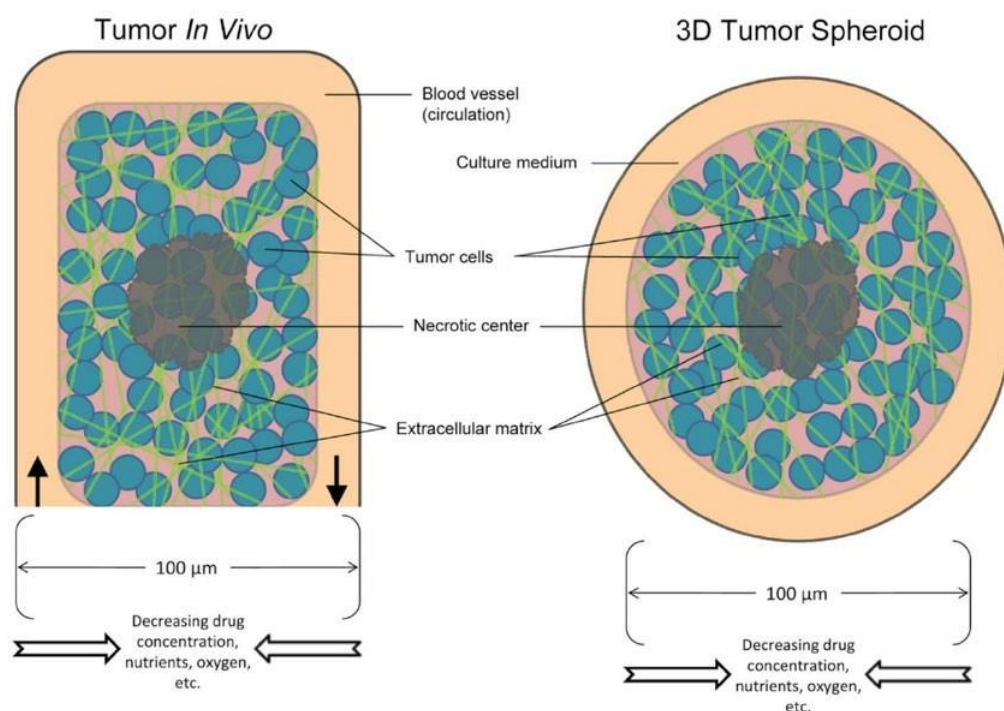 Tumor In Vivo
3D Tumor Spheroid
Blood vessel
(circulation)
Culture medium
Tumor cells
Necrotic center
Extracellular matrix
100 μm
Decreasing drug
concentration,
nutrients, oxygen,
etc.
100 μm
Decreasing drug
concentration,
nutrients, oxygen,
etc.